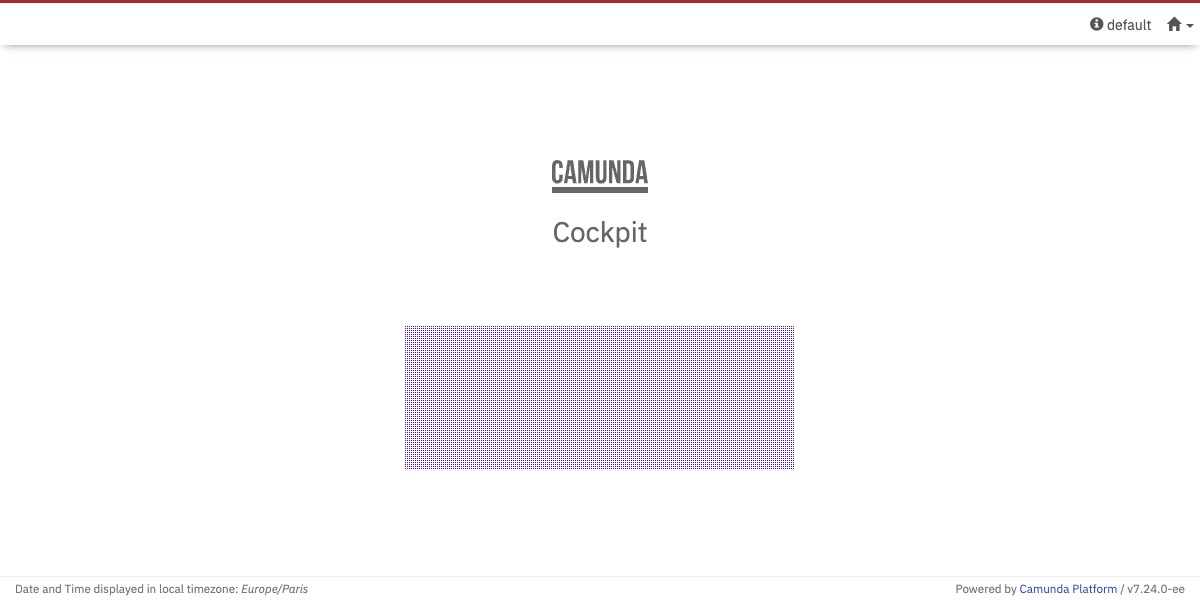 default
CAMUNDA
Cockpit
Date and Time displayed in local timezone: Europe/Paris
Powered by Camunda Platform / v7.24.0-ee